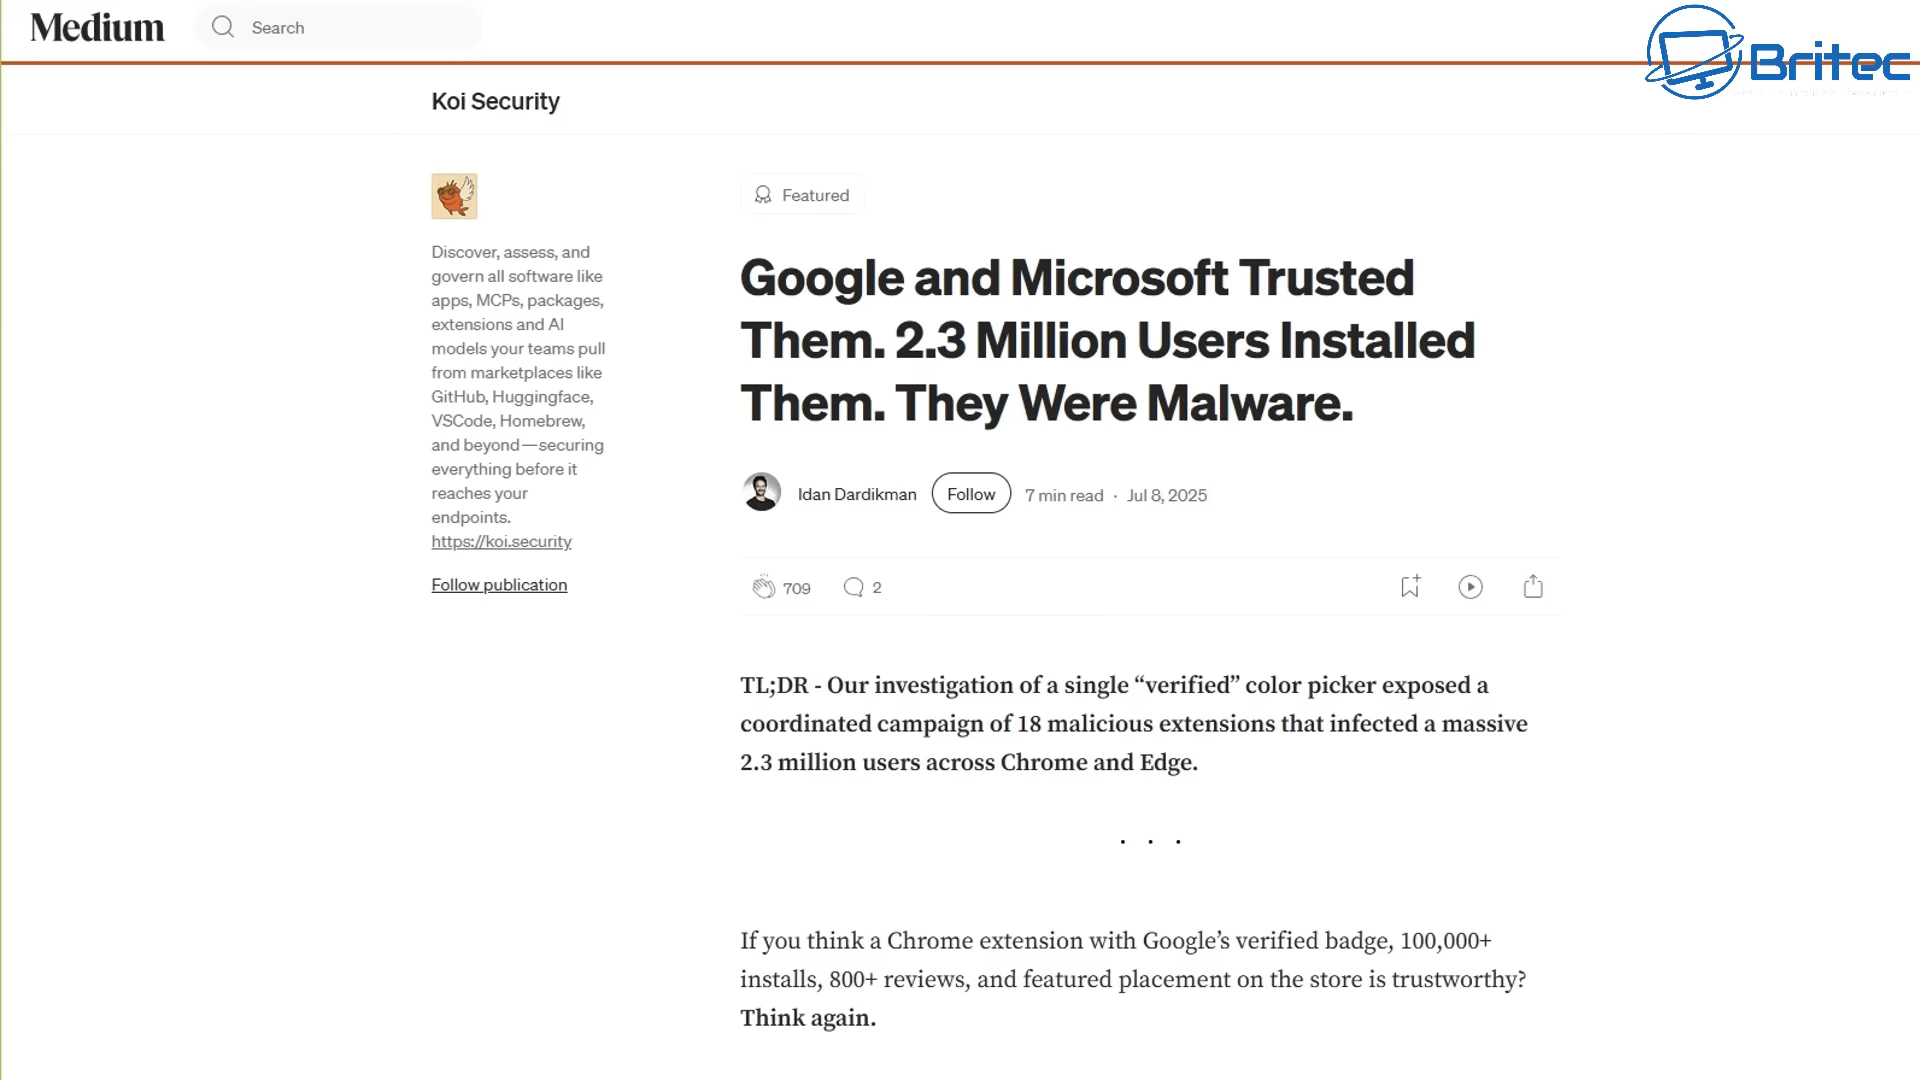 Medium
Search
Britec
Koi Security
Discover, assess, and
govern all software like
apps, MCPs, packages,
extensions and AI
models your teams pull
from marketplaces like
GitHub, Huggingface,
VSCode, Homebrew,
and beyond—securing
everything before it
reaches your
endpoints.
https://koi.security
Follow publication
Featured
Google and Microsoft Trusted
Them. 2.3 Million Users Installed
Them. They Were Malware.
Idan Dardikman Follow 7 min read · Jul 8, 2025
709 2
TL;DR - Our investigation of a single “verified” color picker exposed a
coordinated campaign of 18 malicious extensions that infected a massive
2.3 million users across Chrome and Edge.
. . .
If you think a Chrome extension with Google’s verified badge, 100,000+
installs, 800+ reviews, and featured placement on the store is trustworthy?
Think again.